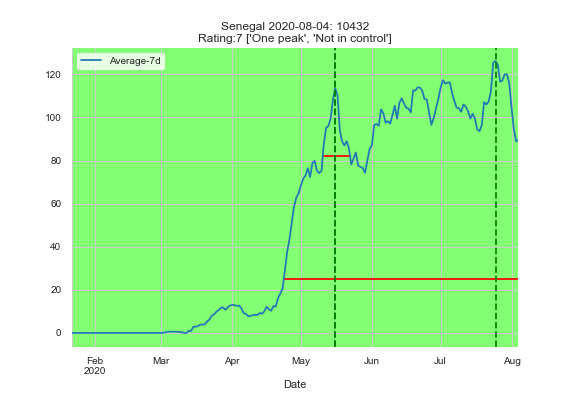 Senegal 2020-08-04: 10432
Rating:7 ['One peak', 'Not in control']
Average-7d
120
100
80
60
40
20
0
Feb
2020
Mar
Apr
May
Jun
Jul
Aug
Date